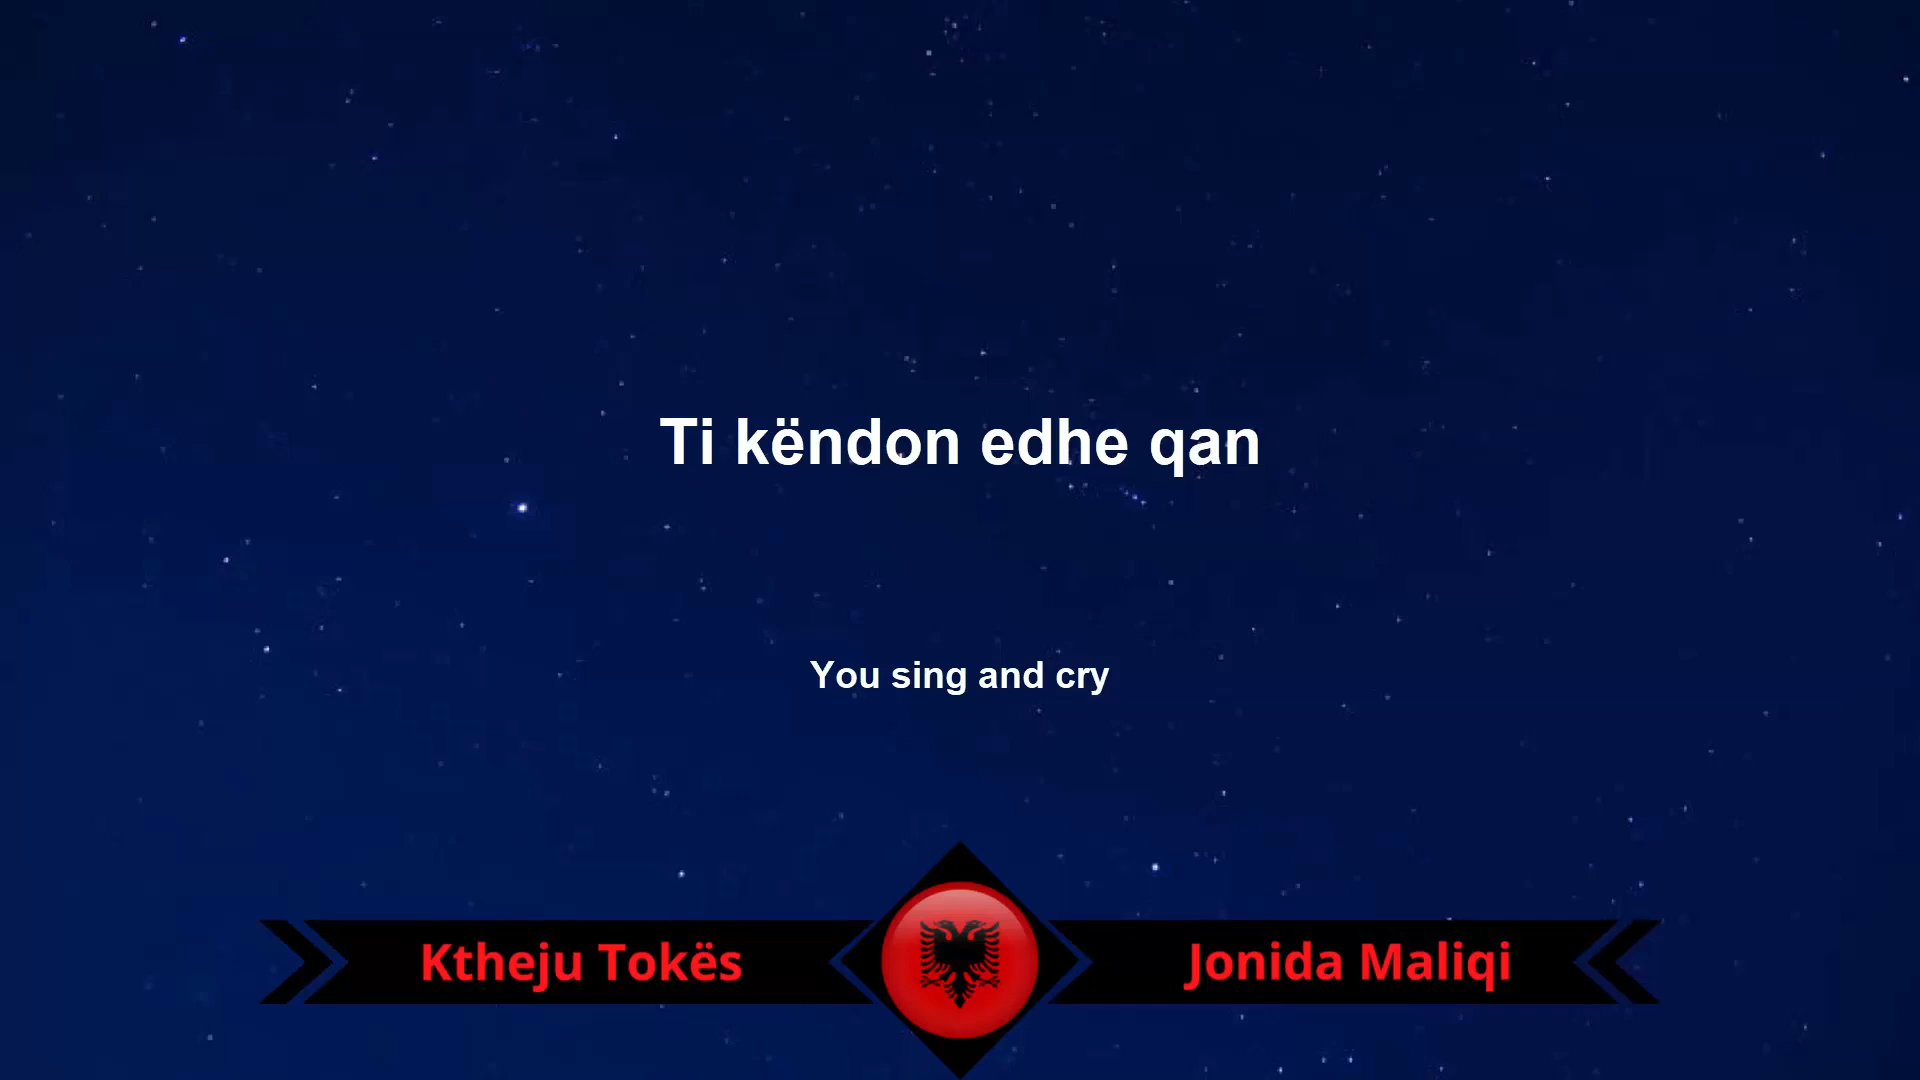 Ti këndon edhe qan
You sing and cry
Ktheju Tokës
Jonida Maliqi